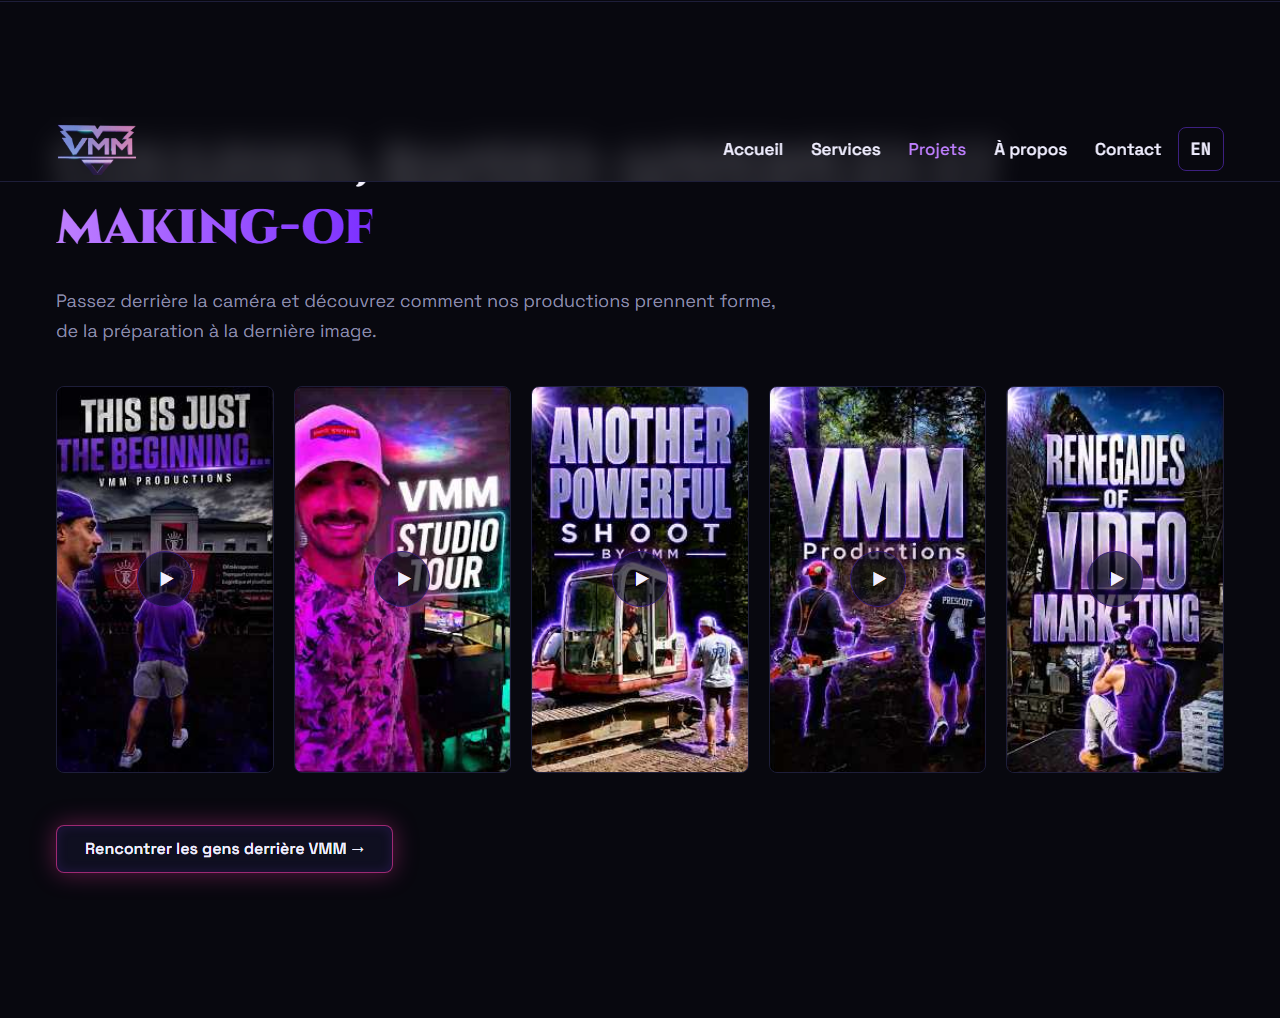 VMM
Accueil
Services
Projets
À propos
Contact
EN
MAKING-OF
Passez derrière la caméra et découvrez comment nos productions prennent forme,
de la préparation à la dernière image.
THIS IS JUST
THE BEGINNING...
VMM PRODUCTIONS
VMM
STUDIO
TOUR
ANOTHER
POWERFUL
SHOOT
BY VMM
VMM
Productions
PRESCOTT
4
RENEGADES
OF
VIDEO
MARKETING
ATLAS
Rencontrer les gens derrière VMM →